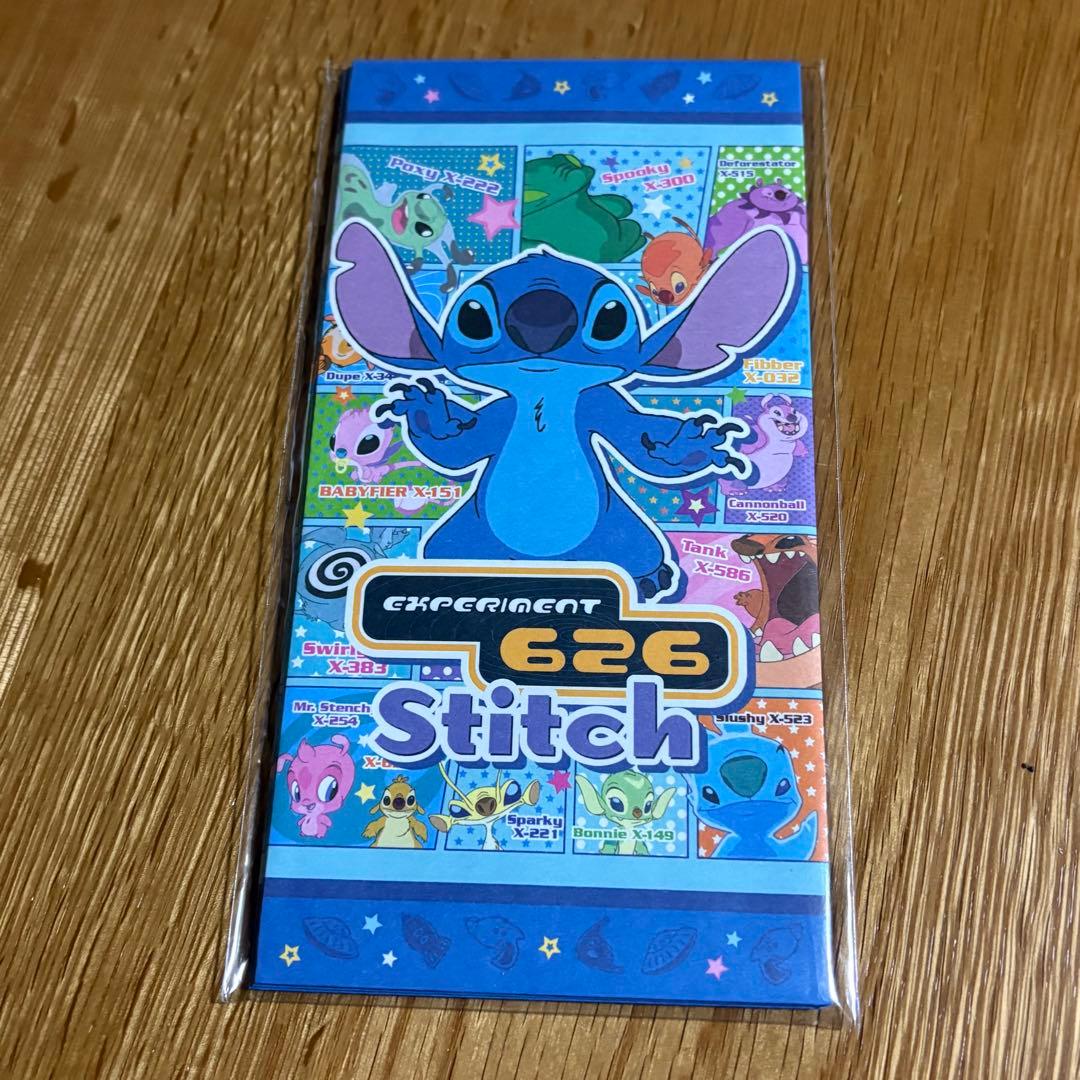 Poxy X-222
Spooky
X-300
Deforestator
X-515
Dupe X-34
Fibber
X-032
BABYFIER X-151
Cannonball
X-520
Tank
X-586
EXPERIMENT
626
Stitch
X-383
Mr. Stench
X-254
Slushy X-523
Sparky
X-221
Bonnie X-149